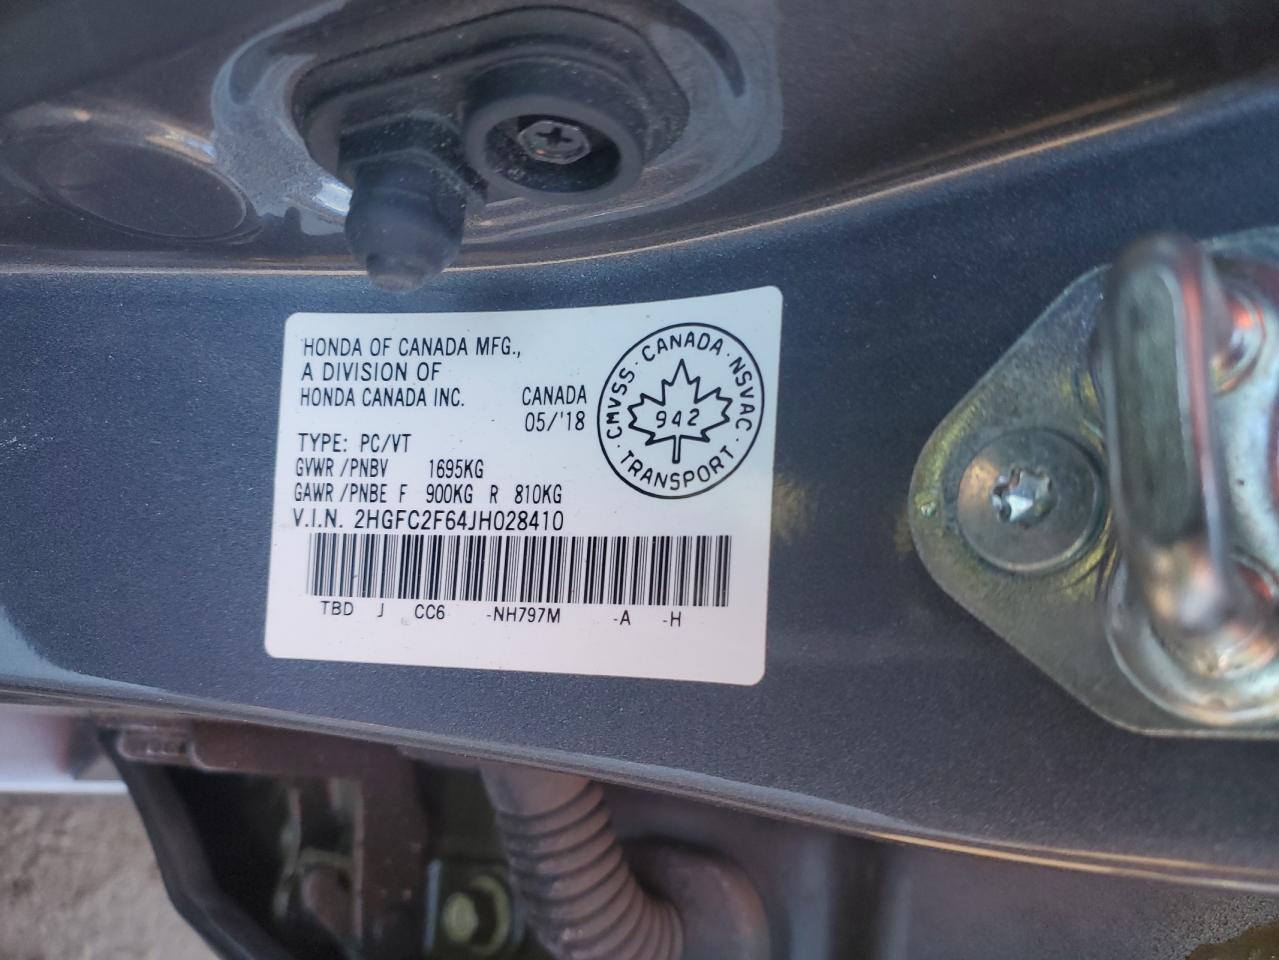 HONDA OF CANADA MFG.,
A DIVISION OF
HONDA CANADA INC.
CANADA
05/'18
CMVSS · CANADA · NSVAC · TRANSPORT ·
942
TYPE: PC/VT
GVWR /PNBV 1695KG
GAWR /PNBE F 900KG R 810KG
V.I.N. 2HGFC2F64JH028410
TBD J CC6 -NH797M -A -H